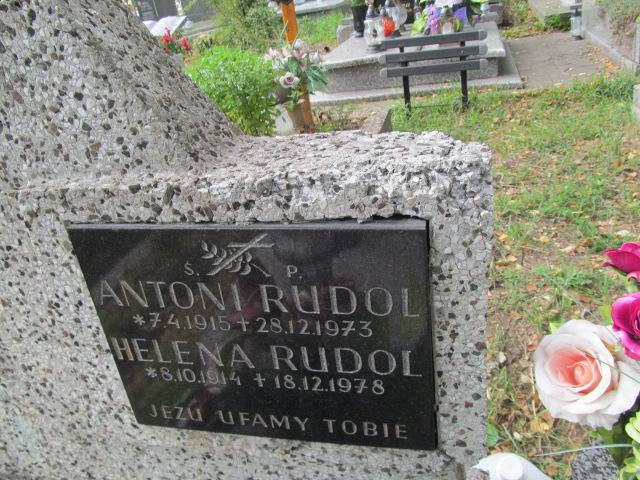 Ś. P.
ANTONI RUDOL
*7.4.1915 + 28.12.1973
HELENA RUDOL
*8.10.1914 + 18.12.1978
JEZU UFAMY TOBIE